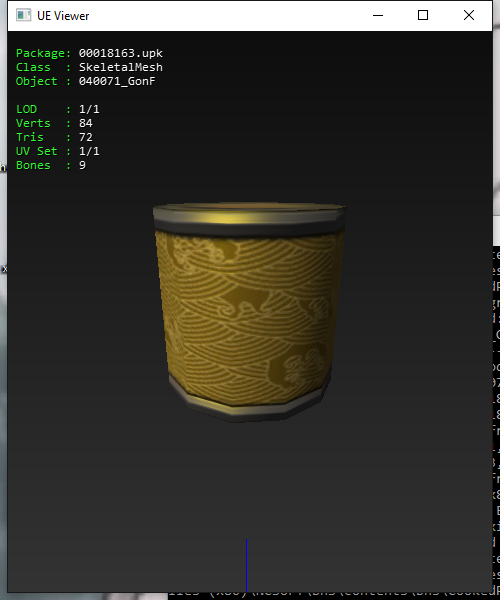 UE Viewer
Package: 00018163.upk
Class : SkeletalMesh
Object : 040071_GonF
LOD : 1/1
Verts : 84
Tris : 72
UV Set : 1/1
Bones : 9